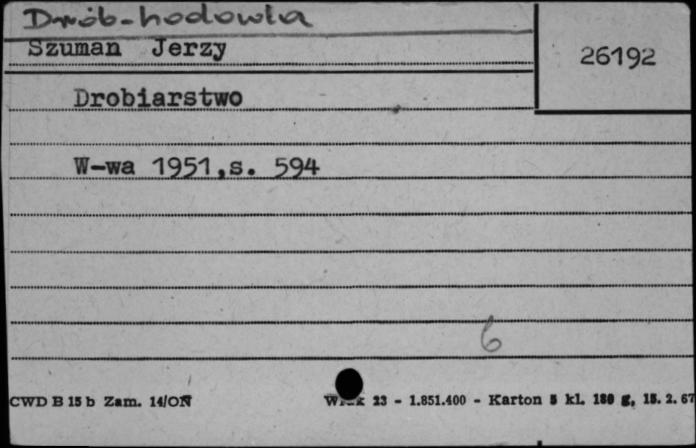 Drób-hodowla
Szuman Jerzy
26192
Drobiarstwo
W-wa 1951,s. 594
6
CWD B 15 b Zam. 14/ON
23 - 1.851.400 - Karton 5 kl. 180 g, 15. 2. 67